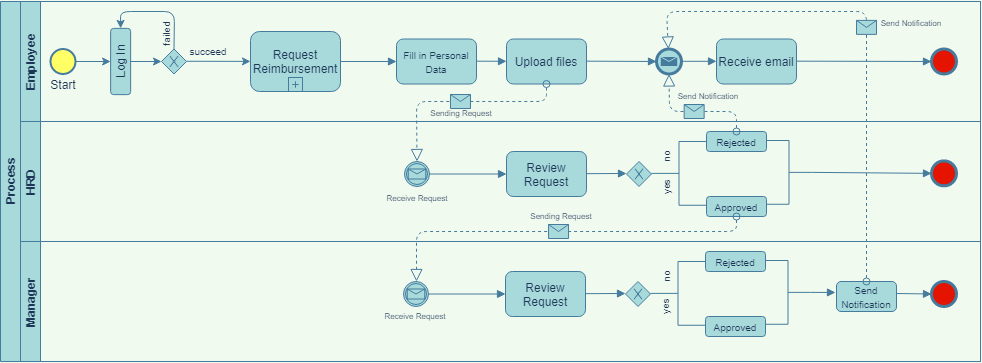 Process
Employee
Start
Log In
failed
X
succeed
Request
Reimbursement
+
Fill in Personal
Data
Upload files
Sending Request
Receive email
Send Notification
Send Notification
HRD
Receive Request
Review
Request
X
no
yes
Rejected
Approved
Sending Request
Manager
Receive Request
Review
Request
X
no
yes
Rejected
Approved
Send
Notification